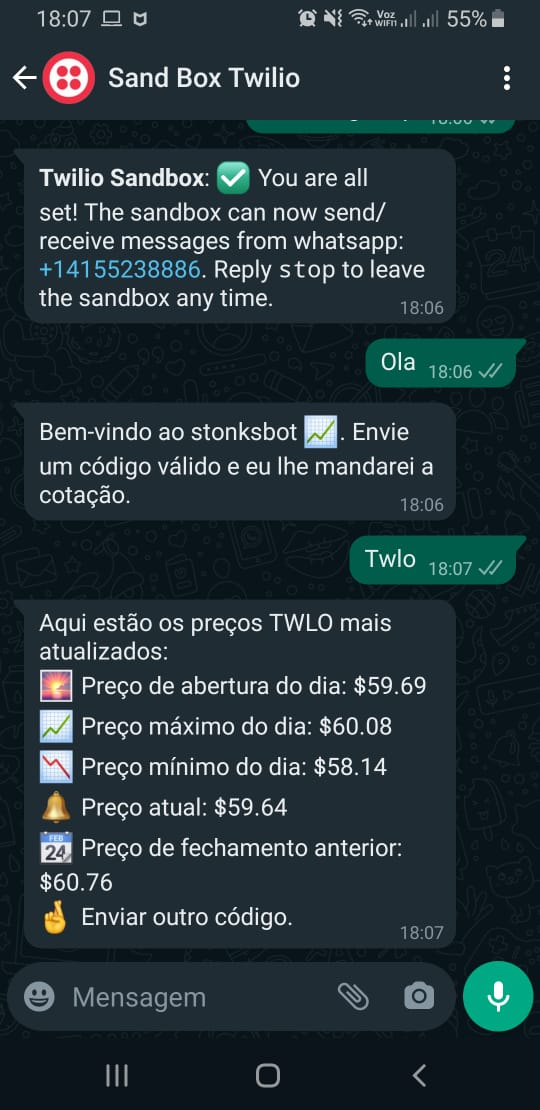 18:07
Voz
WiFi
55%
Sand Box Twilio
Twilio Sandbox: ✅ You are all
set! The sandbox can now send/
receive messages from whatsapp:
+14155238886. Reply stop to leave
the sandbox any time.
18:06
Ola 18:06
Bem-vindo ao stonksbot 📈. Envie
um código válido e eu lhe mandarei a
cotação.
18:06
Twlo 18:07
Aqui estão os preços TWLO mais
atualizados:
🌅 Preço de abertura do dia: $59.69
📈 Preço máximo do dia: $60.08
📉 Preço mínimo do dia: $58.14
🔔 Preço atual: $59.64
📆 Preço de fechamento anterior:
$60.76
🤞 Enviar outro código.
18:07
Mensagem